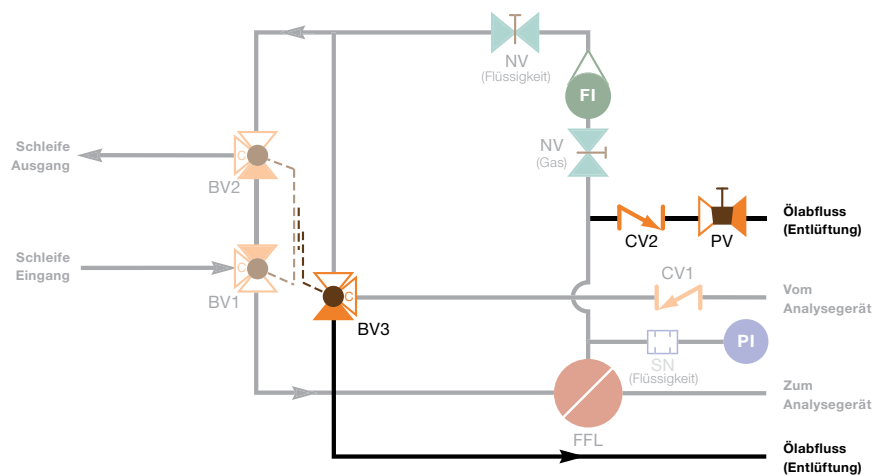 NV
(Flüssigkeit)
FI
NV
(Gas)
Schleife
Ausgang
C
BV2
Ölabfluss
(Entlüftung)
CV2
PV
Schleife
Eingang
C
BV1
CV1
C
BV3
Vom
Analysegerät
PI
SN
(Flüssigkeit)
Zum
Analysegerät
FFL
Ölabfluss
(Entlüftung)